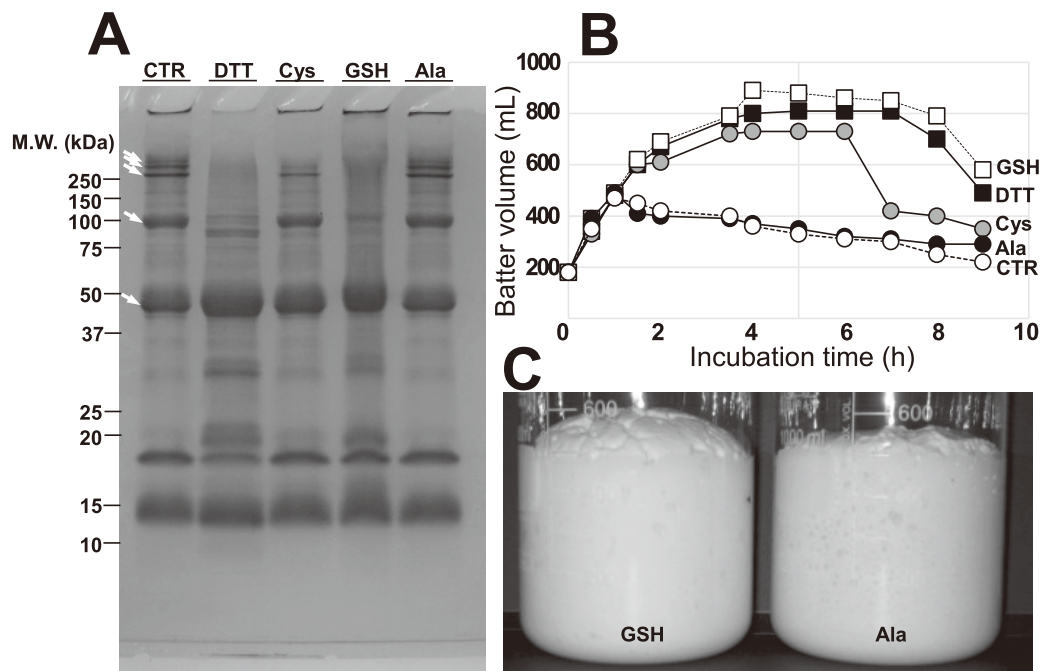 A
CTR DTT Cys GSH Ala
M.W. (kDa)
250
150
100
75
50
37
25
20
15
10
B
Batter volume (mL)
1000
800
600
400
200
GSH
DTT
Cys
Ala
CTR
0 2 4 6 8 10
Incubation time (h)
C
600
600
1000 ml
GSH
Ala